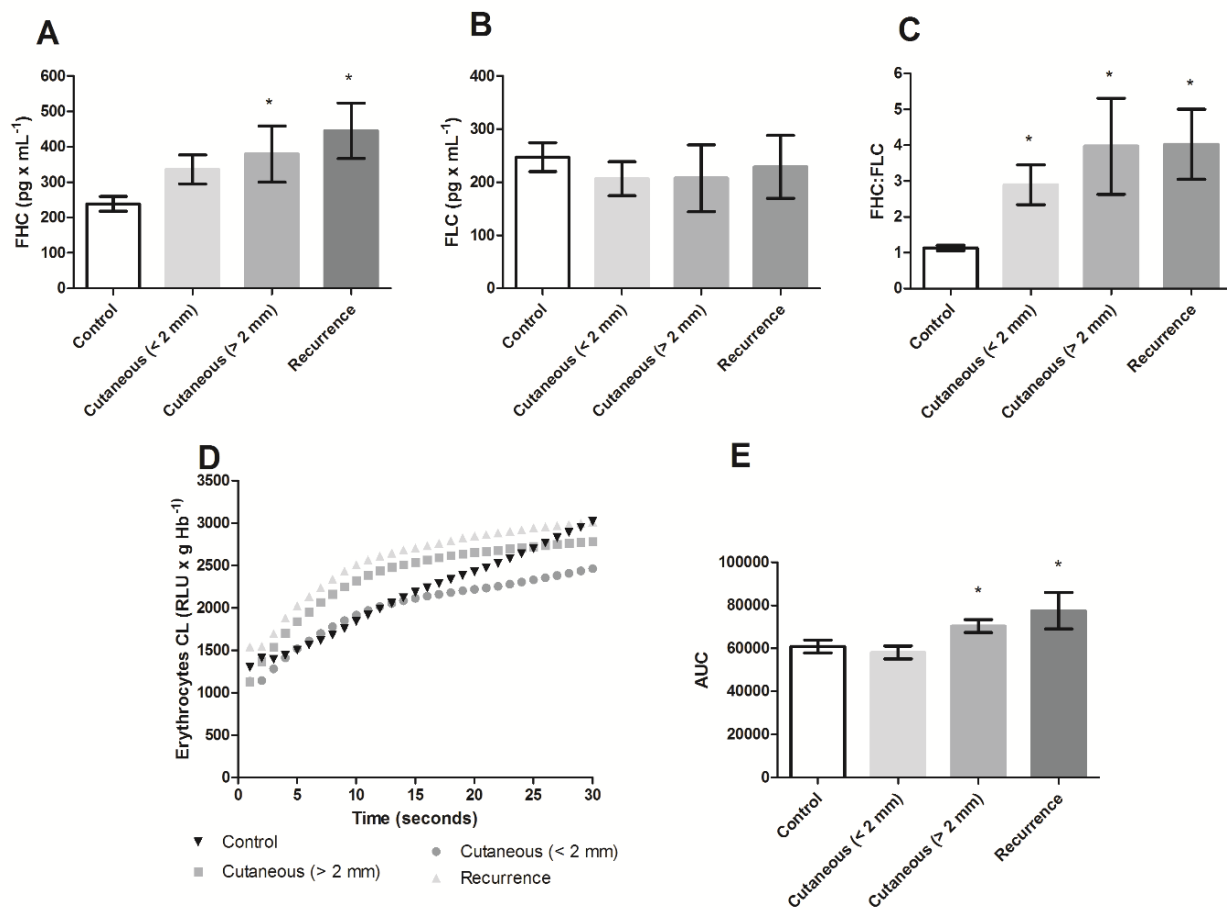 A
FHC (pg x mL⁻¹)
600
500
400
300
200
100
0
*
*
Control
Cutaneous (< 2 mm)
Cutaneous (> 2 mm)
Recurrence
B
FLC (pg x mL⁻¹)
400
300
200
100
0
Control
Cutaneous (< 2 mm)
Cutaneous (> 2 mm)
Recurrence
C
FHC:FLC
6
5
4
3
2
1
0
*
*
*
Control
Cutaneous (< 2 mm)
Cutaneous (> 2 mm)
Recurrence
D
Erythrocytes CL (RLU x g Hb⁻¹)
3500
3000
2500
2000
1500
1000
500
0
0 5 10 15 20 25 30
Time (seconds)
Control
Cutaneous (> 2 mm)
Cutaneous (< 2 mm)
Recurrence
E
AUC
100000
80000
60000
40000
20000
0
*
*
Control
Cutaneous (< 2 mm)
Cutaneous (> 2 mm)
Recurrence